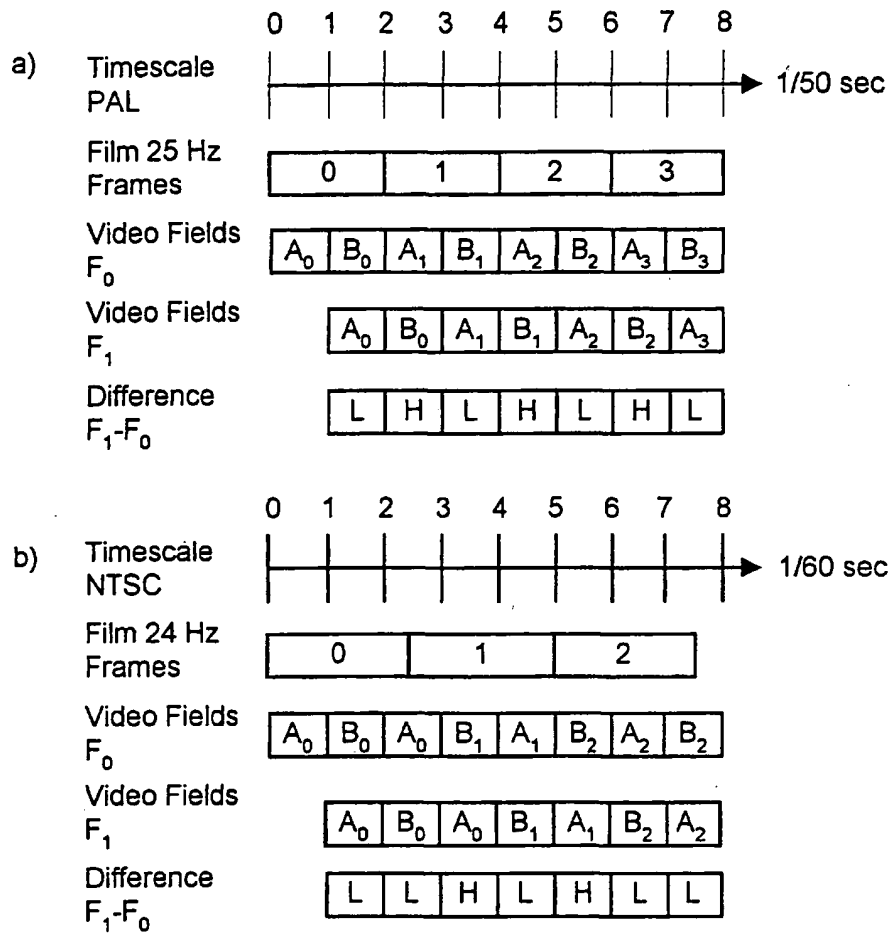 0 1 2 3 4 5 6 7 8
a) Timescale
PAL
1/50 sec
Film 25 Hz
Frames
0 1 2 3
Video Fields
F₀
A₀ B₀ A₁ B₁ A₂ B₂ A₃ B₃
Video Fields
F₁
A₀ B₀ A₁ B₁ A₂ B₂ A₃
Difference
F₁-F₀
L H L H L H L
0 1 2 3 4 5 6 7 8
b) Timescale
NTSC
1/60 sec
Film 24 Hz
Frames
0 1 2
Video Fields
F₀
A₀ B₀ A₀ B₁ A₁ B₂ A₂ B₂
Video Fields
F₁
A₀ B₀ A₀ B₁ A₁ B₂ A₂
Difference
F₁-F₀
L L H L H L L